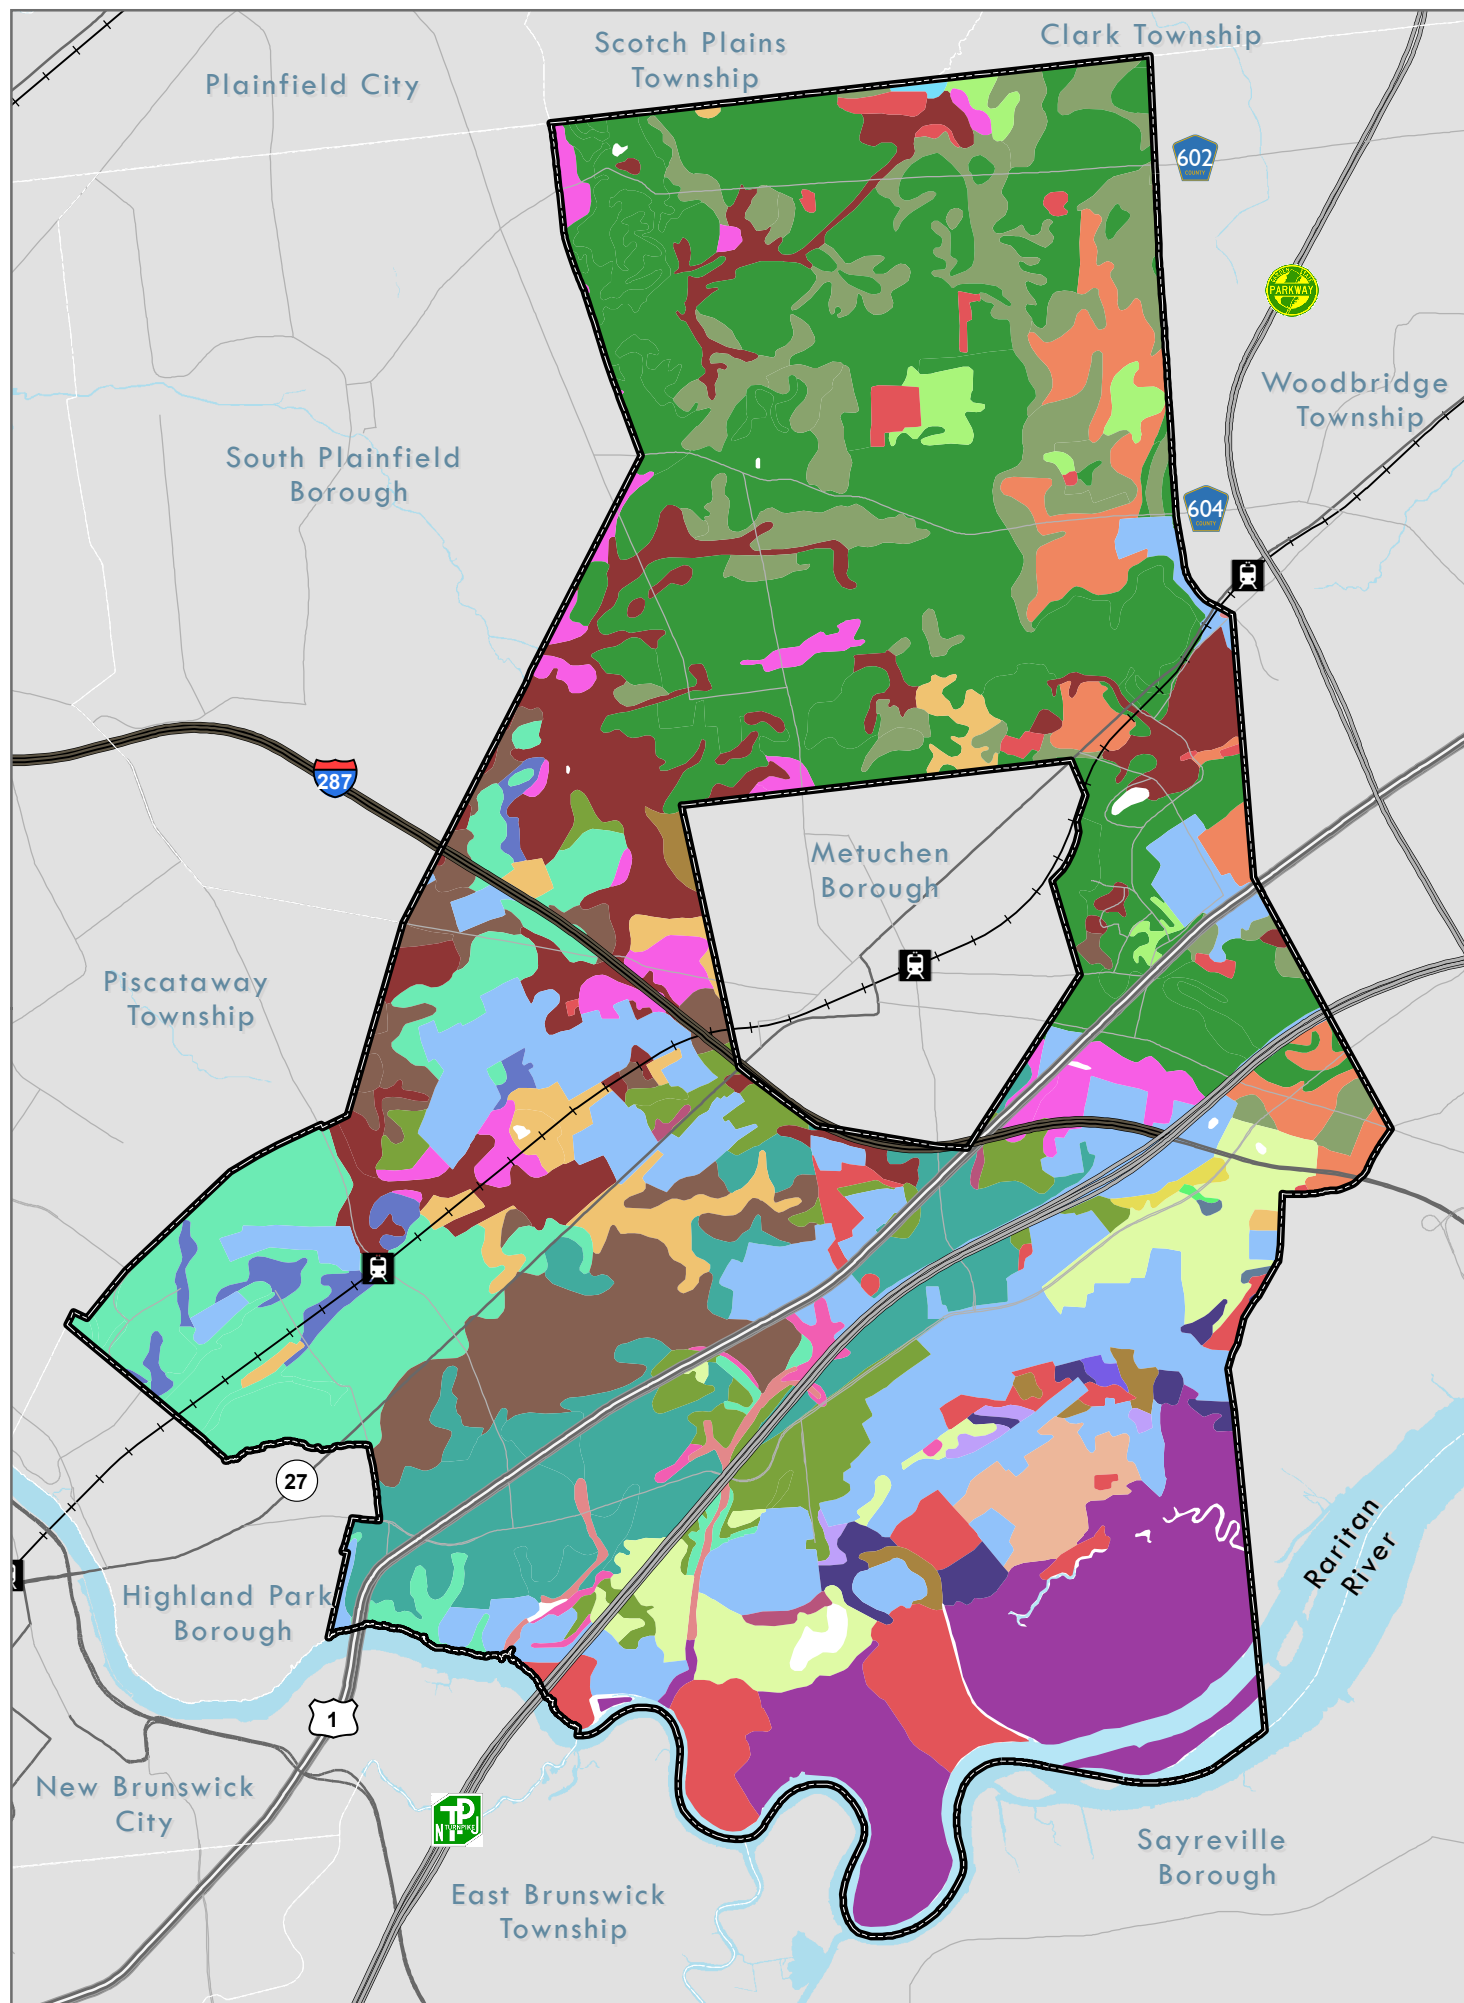 Scotch Plains
Township
Clark Township
Plainfield City
602
COUNTY
PARKWAY
Woodbridge
Township
South Plainfield
Borough
604
COUNTY
287
Metuchen
Borough
Piscataway
Township
27
Raritan
River
Highland Park
Borough
1
New Brunswick
City
N TP J
TURNPIKE
Sayreville
Borough
East Brunswick
Township